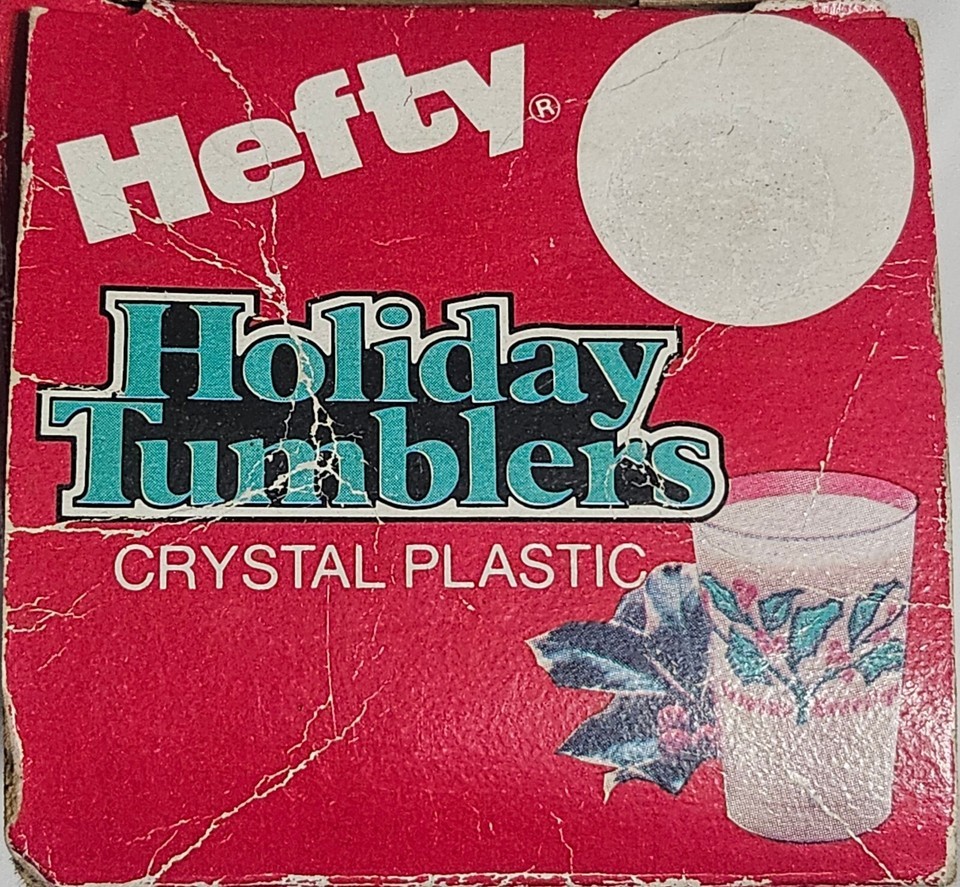 Hefty®
Holiday
Tumblers
CRYSTAL PLASTIC